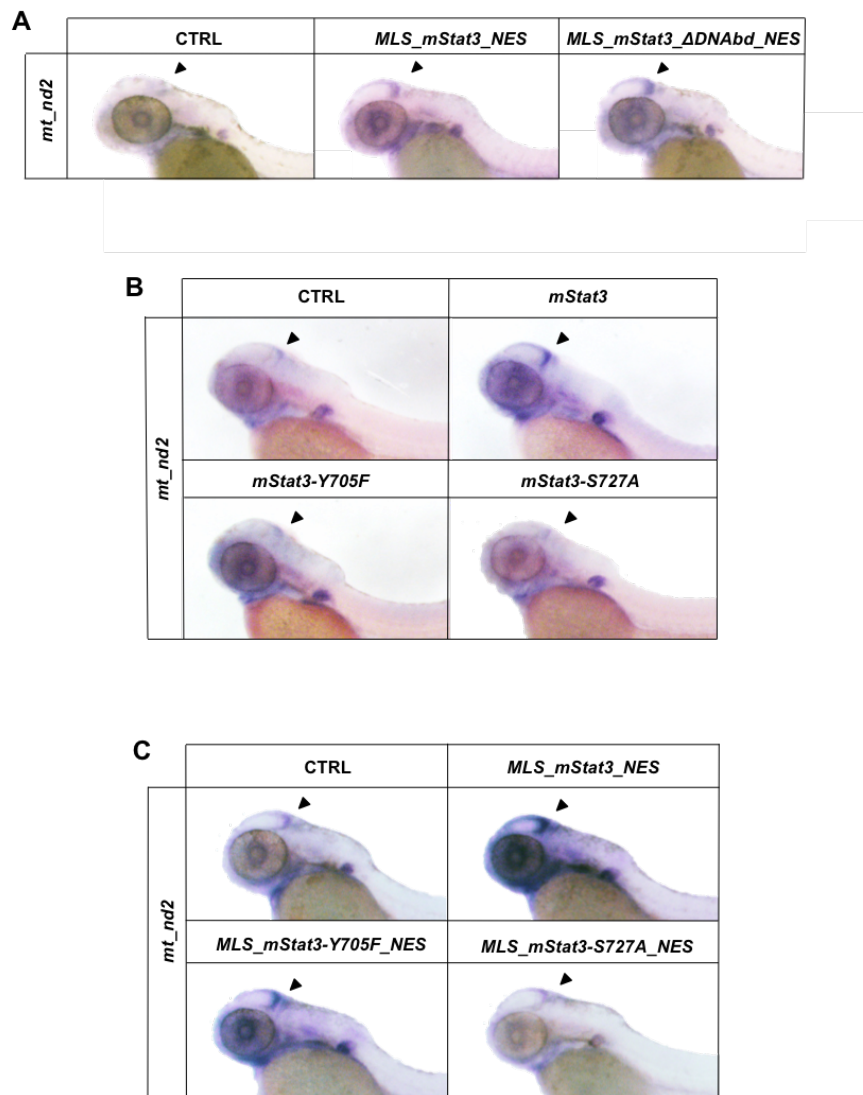 A
CTRL
MLS_mStat3_NES
MLS_mStat3_ΔDNAbd_NES
mt_nd2
B
CTRL
mStat3
mt_nd2
mStat3-Y705F
mStat3-S727A
C
CTRL
MLS_mStat3_NES
mt_nd2
MLS_mStat3-Y705F_NES
MLS_mStat3-S727A_NES